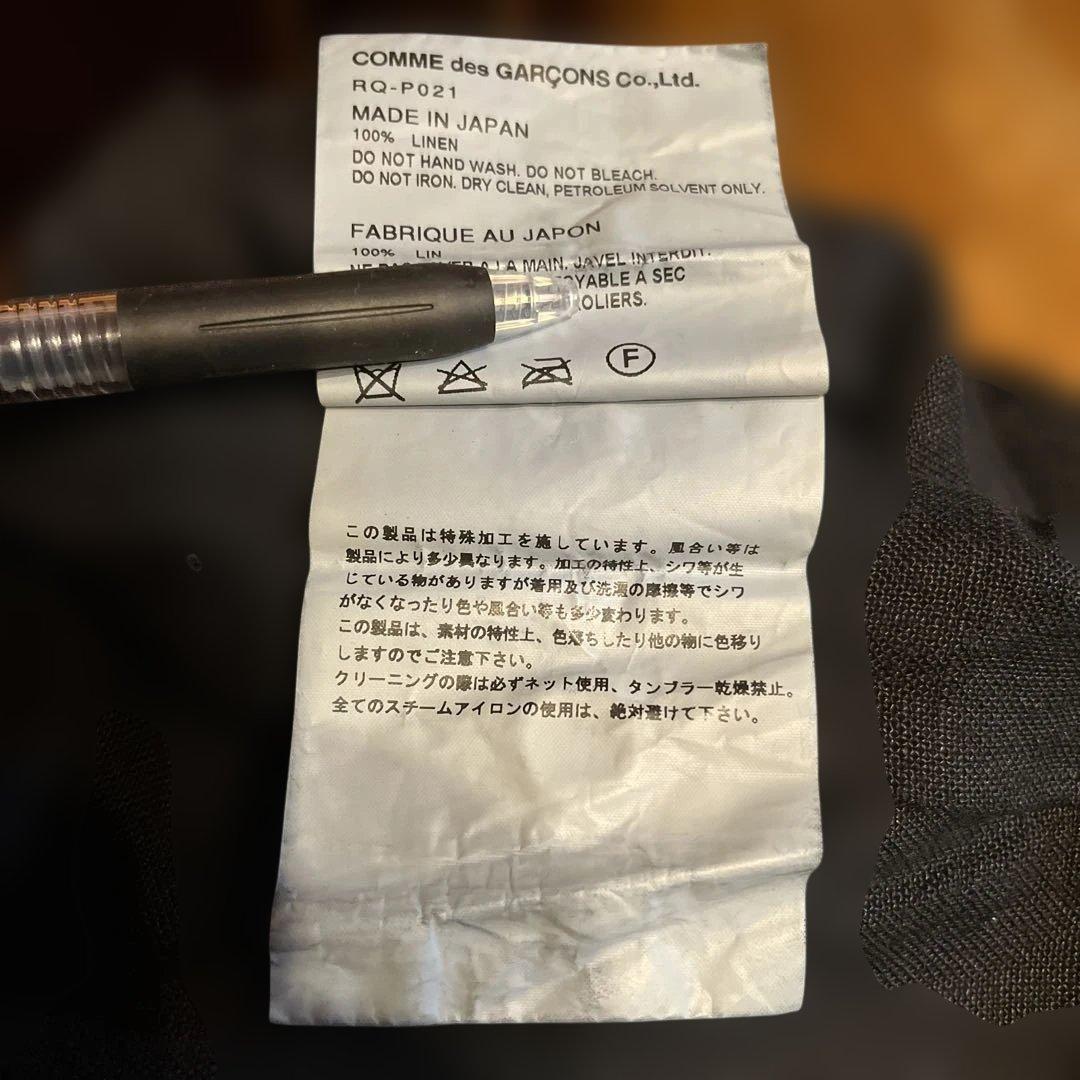 COMME des GARÇONS Co.,Ltd.
RQ-P021
MADE IN JAPAN
100% LINEN
DO NOT HAND WASH. DO NOT BLEACH.
DO NOT IRON. DRY CLEAN, PETROLEUM SOLVENT ONLY.
FABRIQUE AU JAPON
100% LIN
A LA MAIN. JAVEL INTERDIT.
A SEC
F
この製品は特殊加工を施しています。風合い等は
製品により多少異なります。加工の特性上、シワ等が生
じている物がありますが着用及び洗濯の摩擦等でシワ
がなくなったり色や風合い等も多少変わります。
この製品は、素材の特性上、色落ちしたり他の物に色移り
しますのでご注意下さい。
クリーニングの際は必ずネット使用、タンブラー乾燥禁止。
全てのスチームアイロンの使用は、絶対避けて下さい。